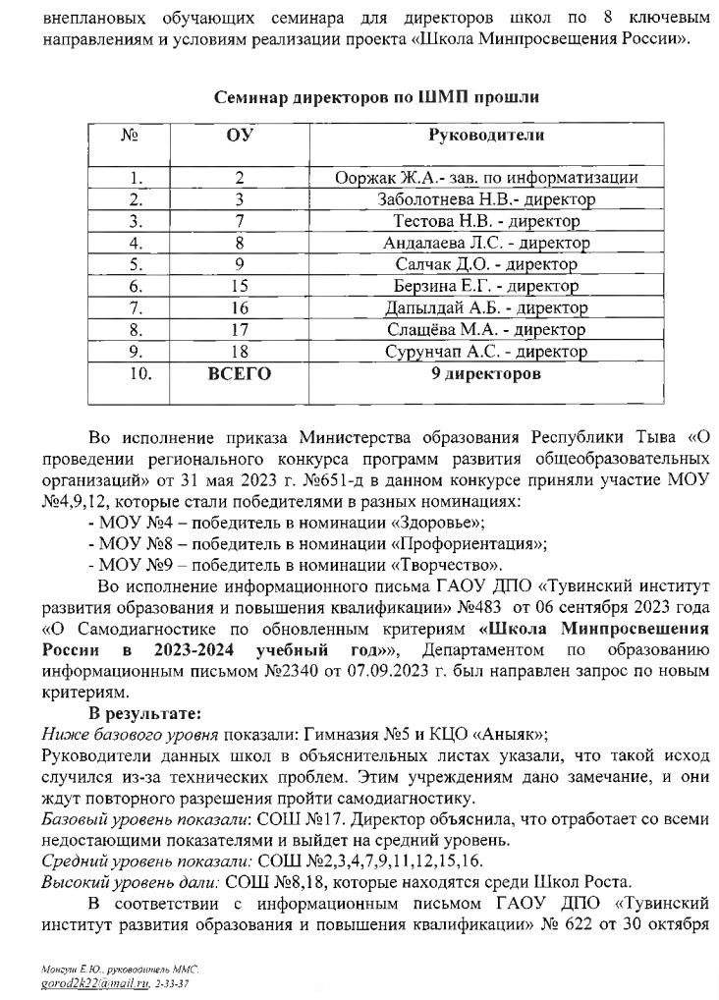 внеплановых обучающих семинара для директоров школ по 8 ключевым
направлениям и условиям реализации проекта «Школа Минпросвещения России».
Семинар директоров по ШМП прошли
№ ОУ Руководители
1. 2 Ооржак Ж.А.- зав. по информатизации
2. 3 Заболотнева Н.В.- директор
3. 7 Тестова Н.В. - директор
4. 8 Андалаева Л.С. - директор
5. 9 Салчак Д.О. - директор
6. 15 Берзина Е.Г. - директор
7. 16 Дапылдай А.Б. - директор
8. 17 Слащёва М.А. - директор
9. 18 Сурунчап А.С. - директор
10. ВСЕГО 9 директоров
Во исполнение приказа Министерства образования Республики Тыва «О
проведении регионального конкурса программ развития общеобразовательных
организаций» от 31 мая 2023 г. №651-д в данном конкурсе приняли участие МОУ
№4,9,12, которые стали победителями в разных номинациях:
- МОУ №4 – победитель в номинации «Здоровье»;
- МОУ №8 – победитель в номинации «Профориентация»;
- МОУ №9 – победитель в номинации «Творчество».
Во исполнение информационного письма ГАОУ ДПО «Тувинский институт
развития образования и повышения квалификации» №483 от 06 сентября 2023 года
«О Самодиагностике по обновленным критериям «Школа Минпросвешения
России в 2023-2024 учебный год»», Департаментом по образованию
информационным письмом №2340 от 07.09.2023 г. был направлен запрос по новым
критериям.
В результате:
Ниже базового уровня показали: Гимназия №5 и КЦО «Аныяк»;
Руководители данных школ в объяснительных листах указали, что такой исход
случился из-за технических проблем. Этим учреждениям дано замечание, и они
ждут повторного разрешения пройти самодиагностику.
Базовый уровень показали: СОШ №17. Директор объяснила, что отработает со всеми
недостающими показателями и выйдет на средний уровень.
Средний уровень показали: СОШ №2,3,4,7,9,11,12,15,16.
Высокий уровень дали: СОШ №8,18, которые находятся среди Школ Роста.
В соответствии с информационным письмом ГАОУ ДПО «Тувинский
институт развития образования и повышения квалификации» № 622 от 30 октября
Монгуш Е.Ю., руководитель ММС.
gorod2k22@mail.ru, 2-33-37